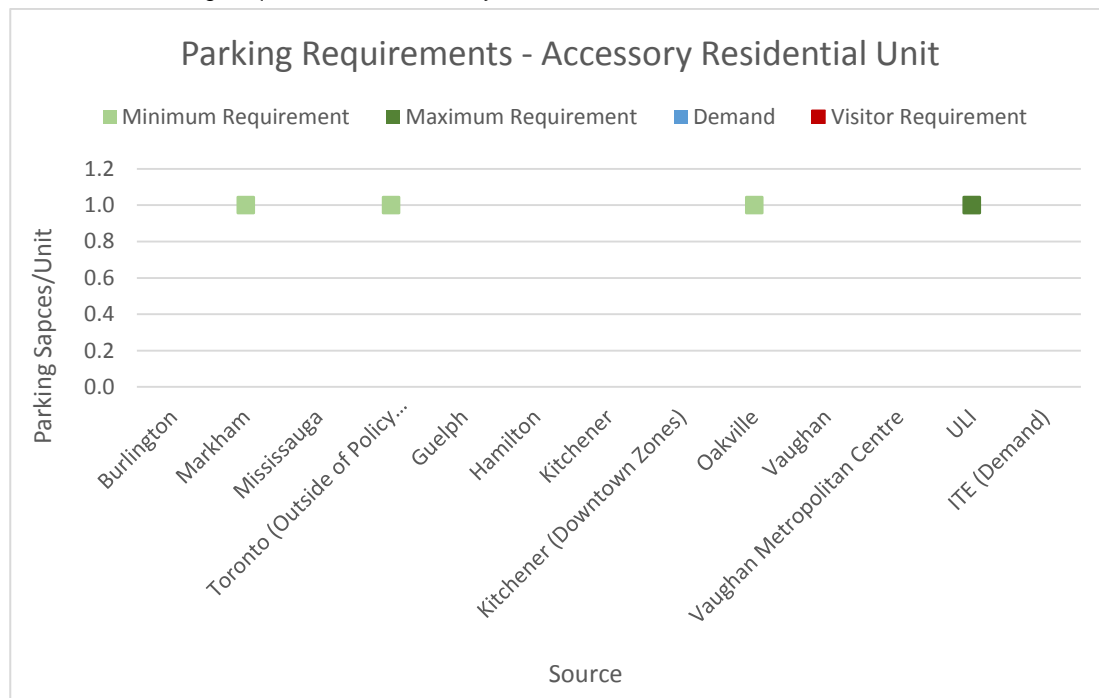 Parking Requirements - Accessory Residential Unit
Minimum Requirement Maximum Requirement Demand Visitor Requirement
1.2
1.0
0.8
0.6
0.4
0.2
0.0
Parking Sapces/Unit
Burlington
Markham
Mississauga
Toronto (Outside of Policy...
Guelph
Hamilton
Kitchener
Kitchener (Downtown Zones)
Oakville
Vaughan
Vaughan Metropolitan Centre
ULI
ITE (Demand)
Source